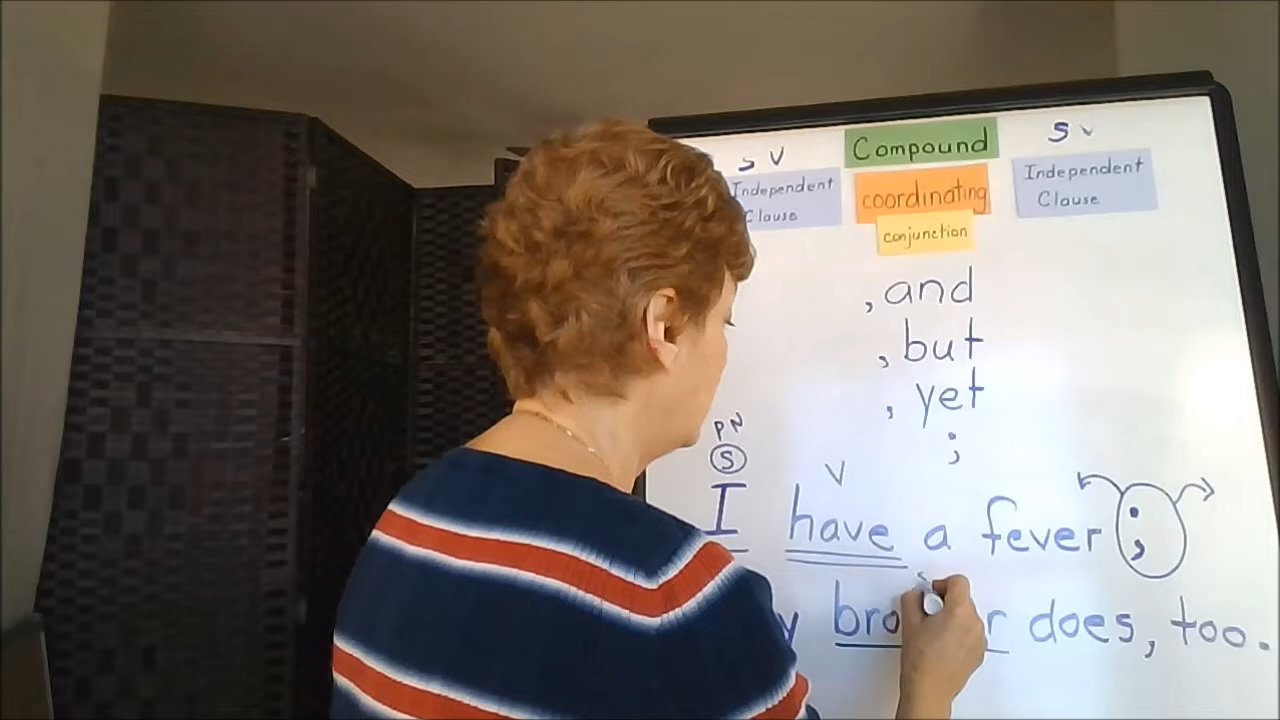 S V Compound S V
Independent Clause coordinating Independent Clause
conjunction
, and
, but
, yet
;
PN
S V
I have a fever ;
does, too.